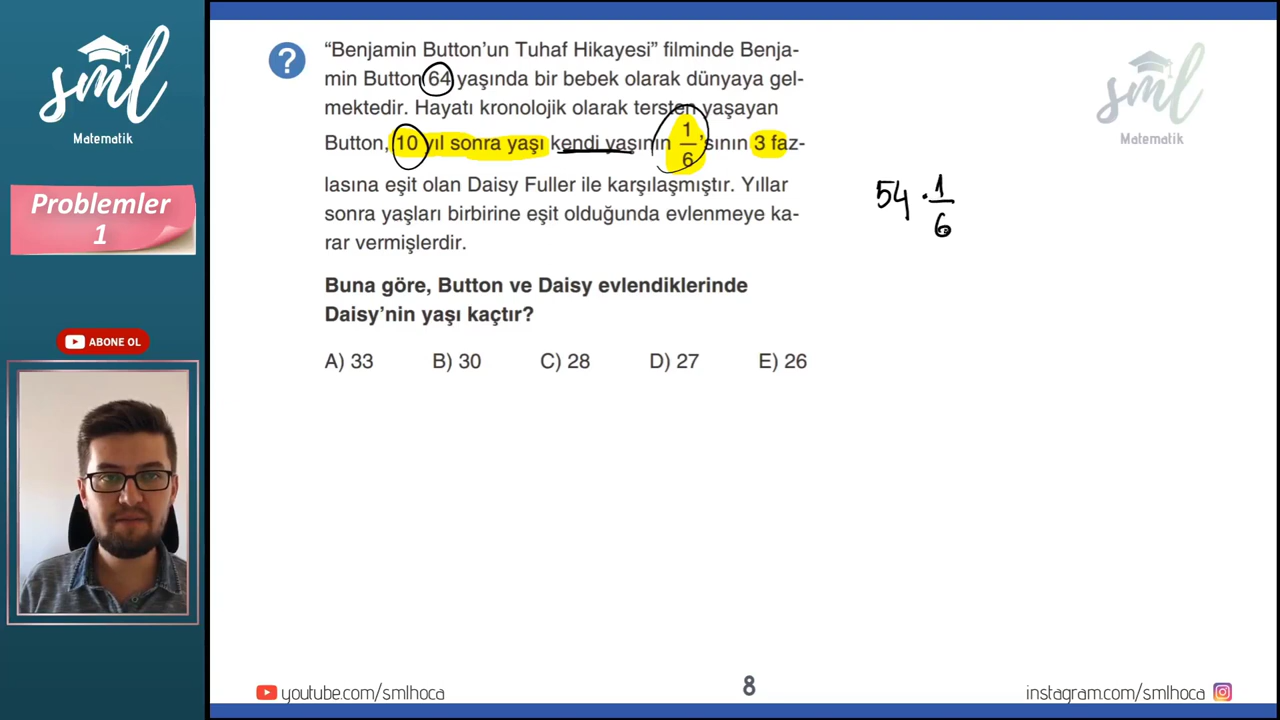 sml
Matematik
Problemler
1
ABONE OL
?
“Benjamin Button’un Tuhaf Hikayesi” filminde Benja-
min Button 64 yaşında bir bebek olarak dünyaya gel-
mektedir. Hayatı kronolojik olarak tersten yaşayan
Button, 10 yıl sonra yaşı kendi yaşının 1/6 ’sının 3 faz-
lasına eşit olan Daisy Fuller ile karşılaşmıştır. Yıllar
sonra yaşları birbirine eşit olduğunda evlenmeye ka-
rar vermişlerdir.
Buna göre, Button ve Daisy evlendiklerinde
Daisy’nin yaşı kaçtır?
A) 33 B) 30 C) 28 D) 27 E) 26
sml
Matematik
54 · 1/6
youtube.com/smlhoca
8
instagram.com/smlhoca